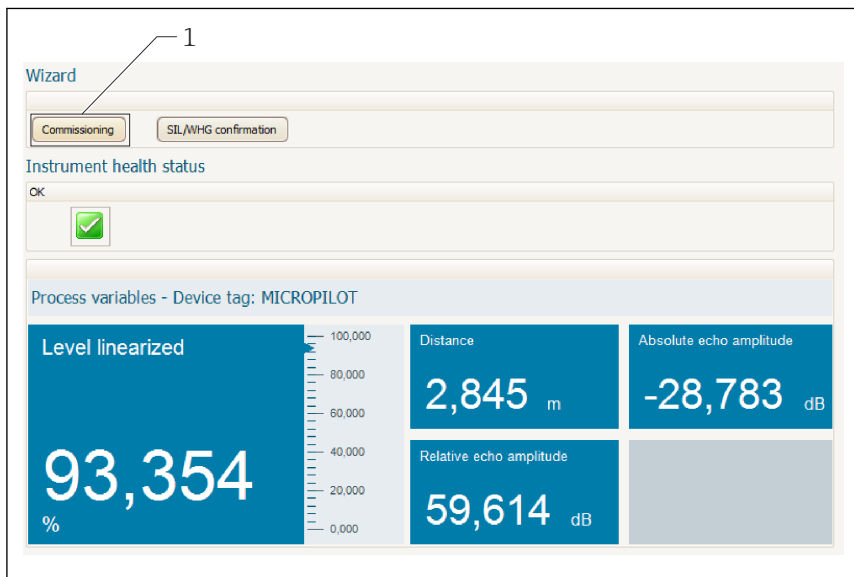 1
Wizard
Commissioning
SIL/WHG confirmation
Instrument health status
OK
Process variables - Device tag: MICROPILOT
Level linearized
93,354
%
100,000
80,000
60,000
40,000
20,000
0,000
Distance
2,845 m
Absolute echo amplitude
-28,783 dB
Relative echo amplitude
59,614 dB